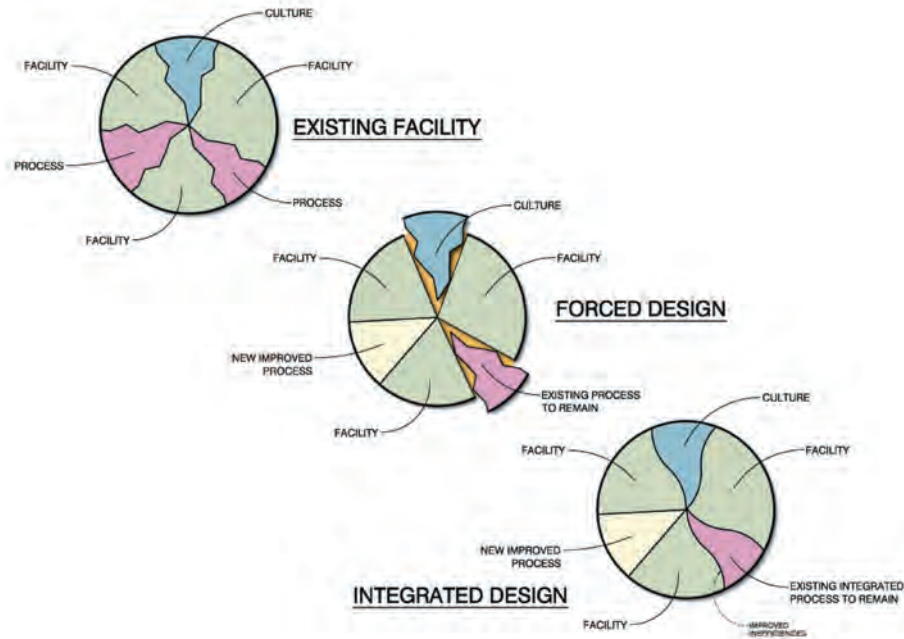 CULTURE
FACILITY
FACILITY
EXISTING FACILITY
PROCESS
PROCESS
FACILITY
CULTURE
FACILITY
FACILITY
FORCED DESIGN
NEW IMPROVED
PROCESS
EXISTING PROCESS
TO REMAIN
FACILITY
CULTURE
FACILITY
FACILITY
NEW IMPROVED
PROCESS
INTEGRATED DESIGN
EXISTING INTEGRATED
PROCESS TO REMAIN
FACILITY
IMPROVED